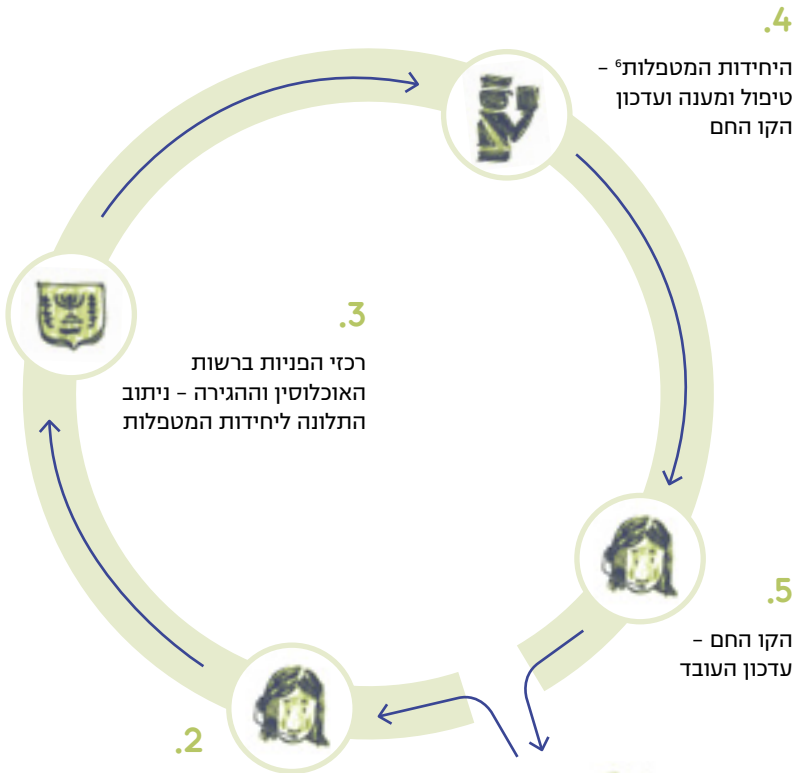 .4
היחידות המטפלות⁶ –
טיפול ומענה ועדכון
הקו החם
.3
רכזי הפניות ברשות
האוכלוסין וההגירה – ניתוב
התלונה ליחידות המטפלות
.5
הקו החם –
עדכון העובד
.2